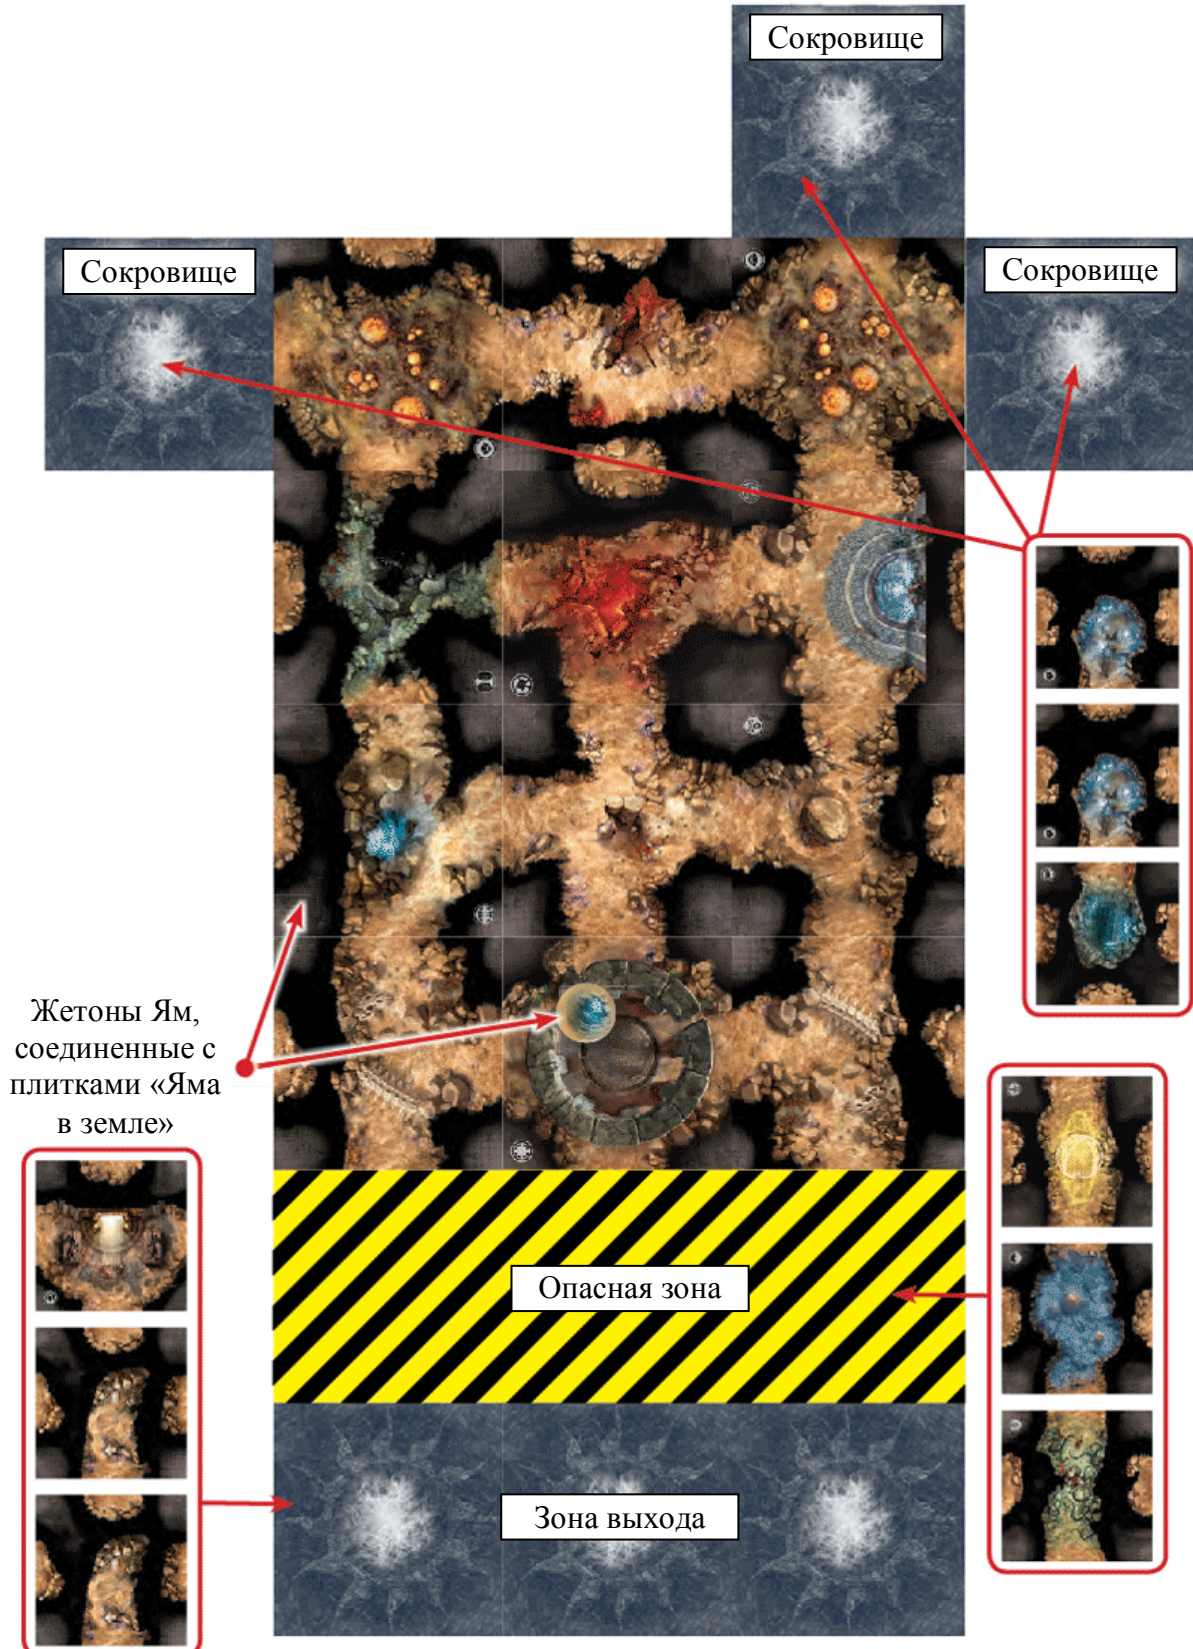 Сокровище
Сокровище
Сокровище
Жетоны Ям,
соединенные с
плитками «Яма
в земле»
Опасная зона
Зона выхода